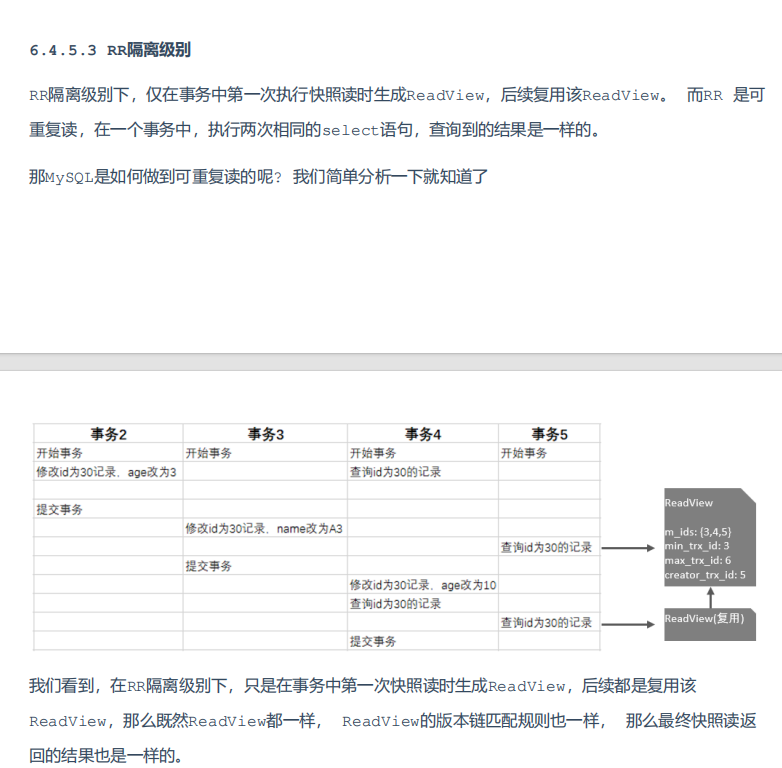 6.4.5.3 RR隔离级别
RR隔离级别下，仅在事务中第一次执行快照读时生成ReadView，后续复用该ReadView。 而RR 是可
重复读，在一个事务中，执行两次相同的select语句，查询到的结果是一样的。
那MySQL是如何做到可重复读的呢? 我们简单分析一下就知道了
事务2 事务3 事务4 事务5
开始事务 开始事务 开始事务 开始事务
修改id为30记录，age改为3 查询id为30的记录
提交事务
修改id为30记录，name改为A3
查询id为30的记录
提交事务
修改id为30记录，age改为10
查询id为30的记录
查询id为30的记录
提交事务
ReadView
m_ids: {3,4,5}
min_trx_id: 3
max_trx_id: 6
creator_trx_id: 5
ReadView(复用)
我们看到，在RR隔离级别下，只是在事务中第一次快照读时生成ReadView，后续都是复用该
ReadView，那么既然ReadView都一样， ReadView的版本链匹配规则也一样， 那么最终快照读返
回的结果也是一样的。